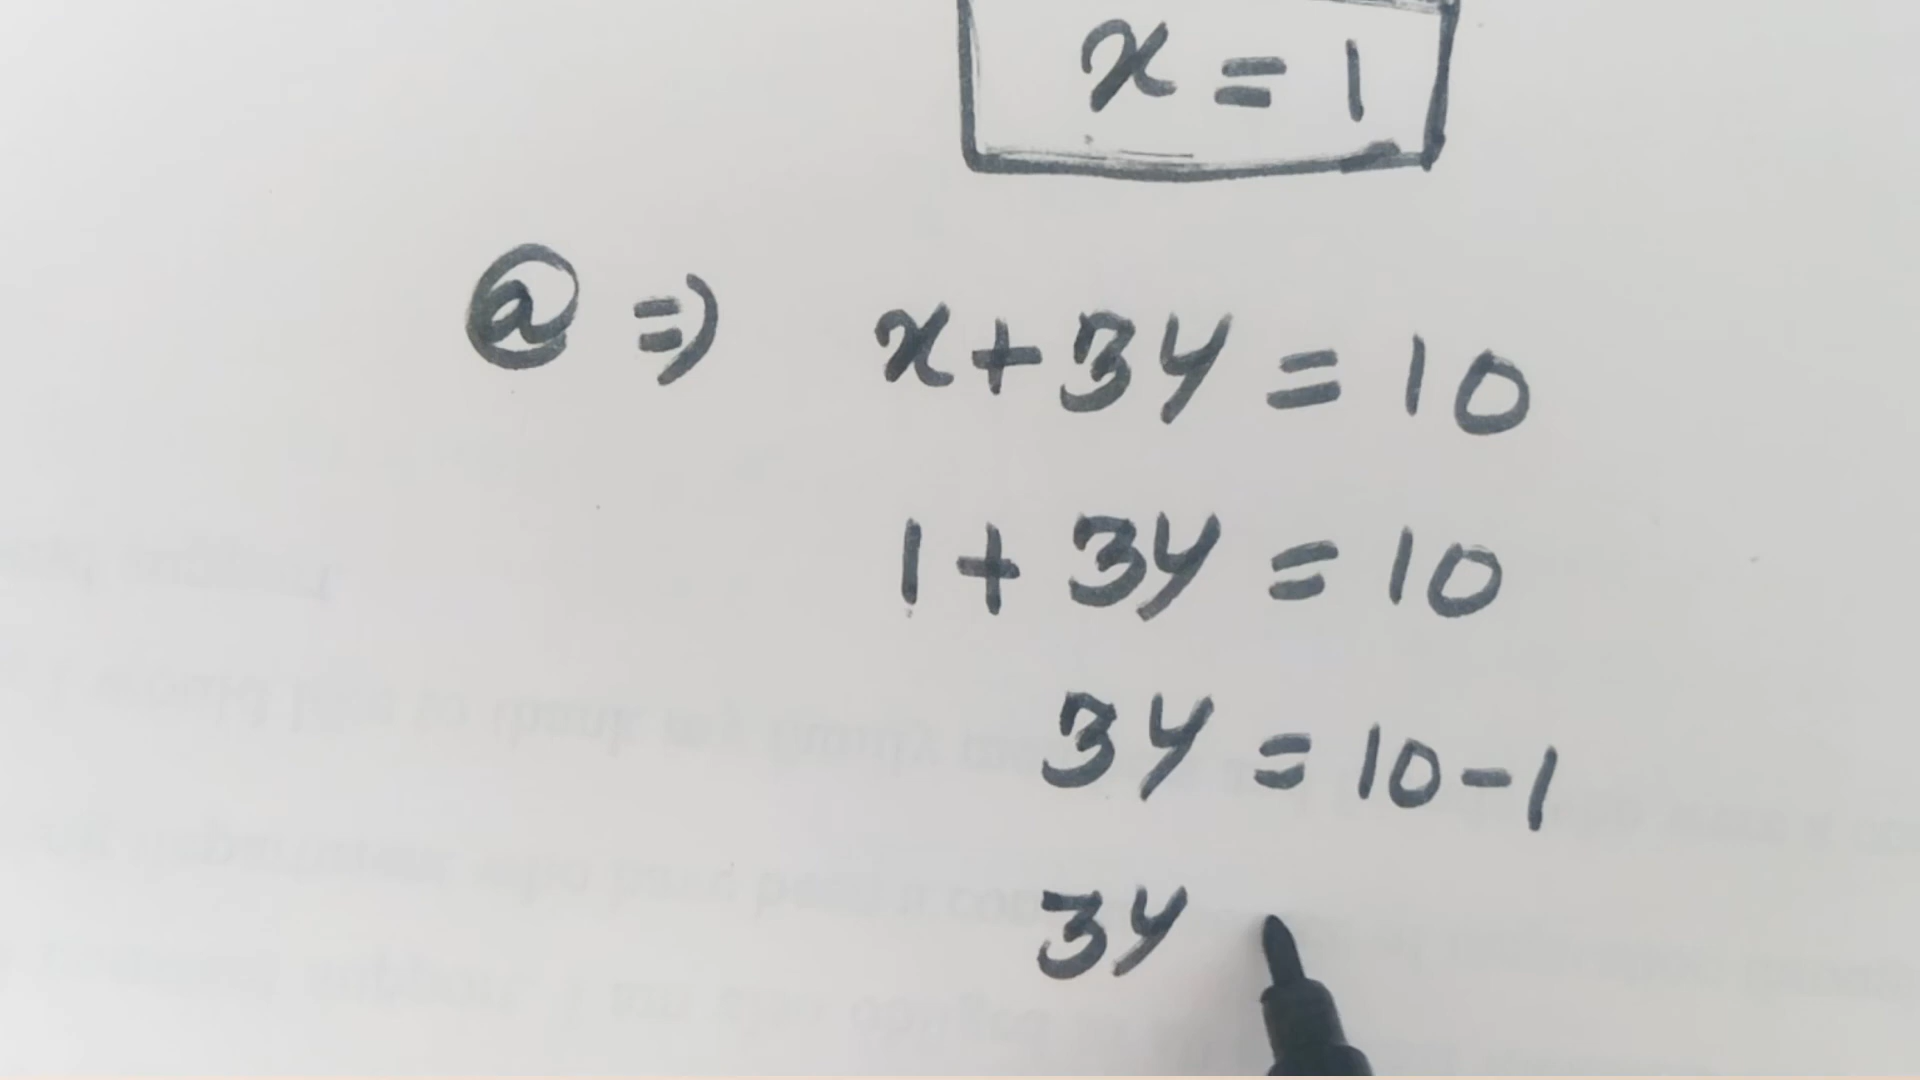 x = 1
ⓐ ⇒ x + 3y = 10
1 + 3y = 10
3y = 10 - 1
3y